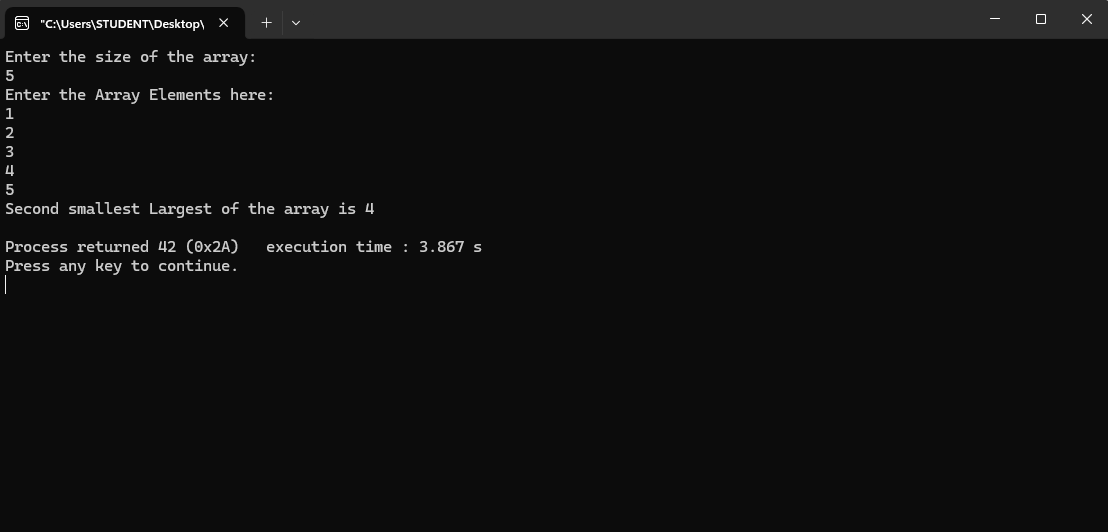 "C:\Users\STUDENT\Desktop\
Enter the size of the array:
5
Enter the Array Elements here:
1
2
3
4
5
Second smallest Largest of the array is 4
Process returned 42 (0x2A)   execution time : 3.867 s
Press any key to continue.